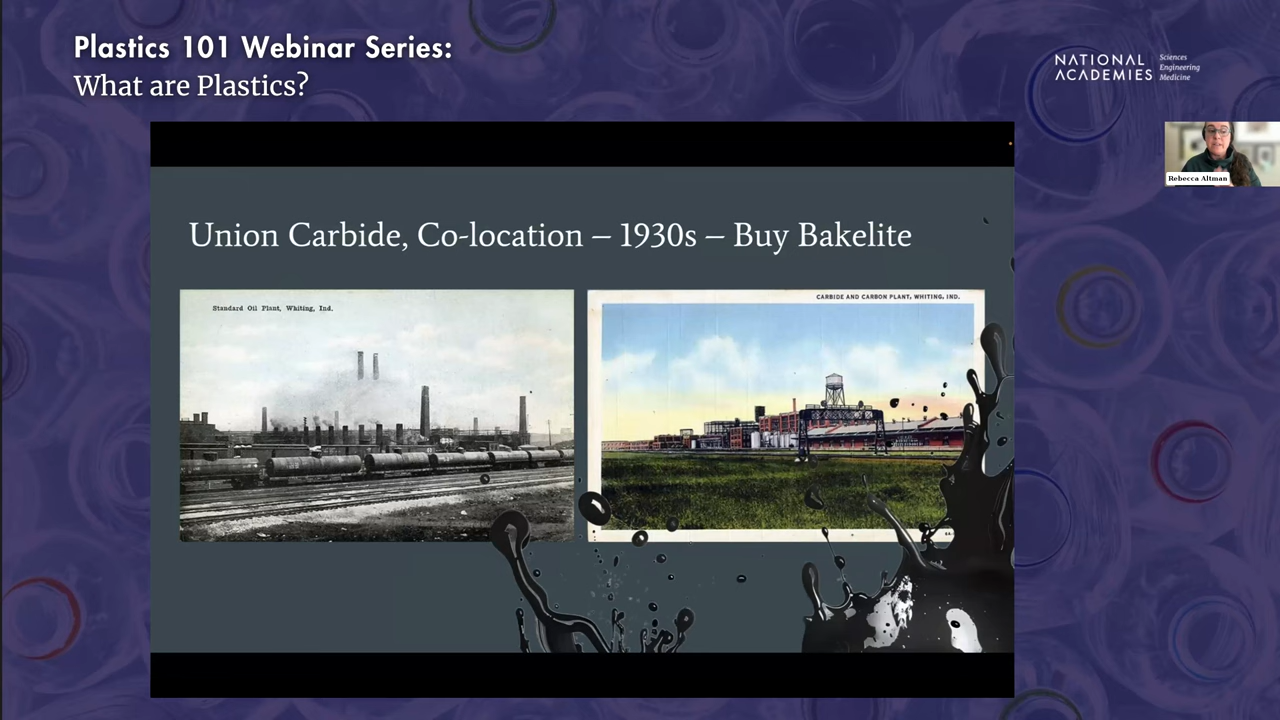 Plastics 101 Webinar Series:
What are Plastics?
NATIONAL
ACADEMIES
Sciences
Engineering
Medicine
Rebecca Altman
Union Carbide, Co-location – 1930s – Buy Bakelite
Standard Oil Plant, Whiting, Ind.
CARBIDE AND CARBON PLANT, WHITING, IND.